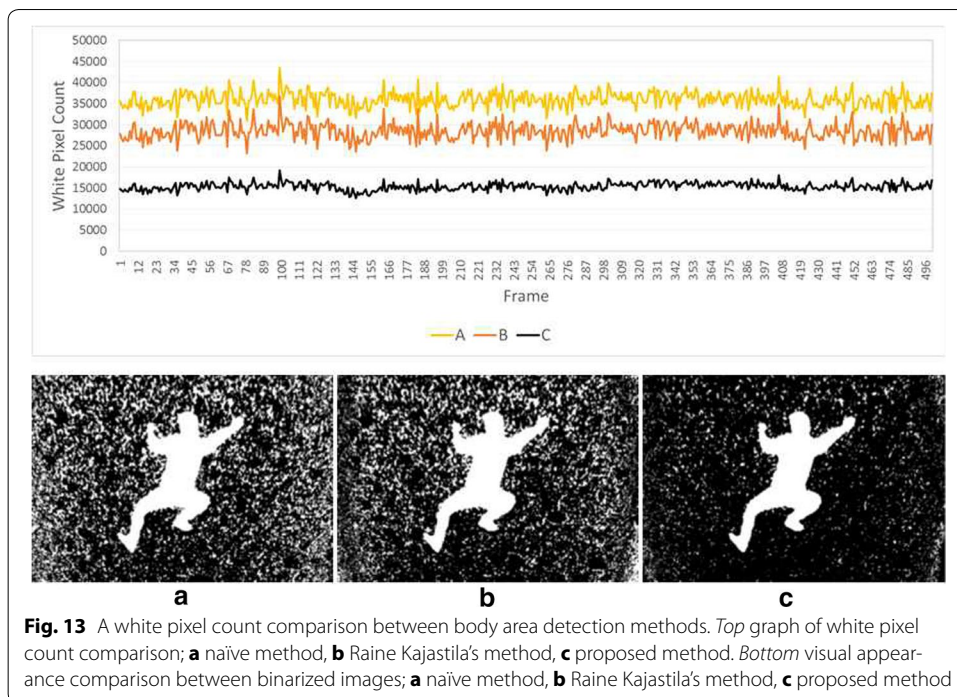 50000
45000
40000
35000
30000
25000
20000
15000
10000
5000
0
White Pixel Count
1 12 23 34 45 56 67 78 89 100 111 122 133 144 155 166 177 188 199 210 221 232 243 254 265 276 287 298 309 320 331 342 353 364 375 386 397 408 419 430 441 452 463 474 485 496
Frame
A B C
a b c
Fig. 13 A white pixel count comparison between body area detection methods. Top graph of white pixel
count comparison; a naïve method, b Raine Kajastila's method, c proposed method. Bottom visual appear-
ance comparison between binarized images; a naïve method, b Raine Kajastila's method, c proposed method